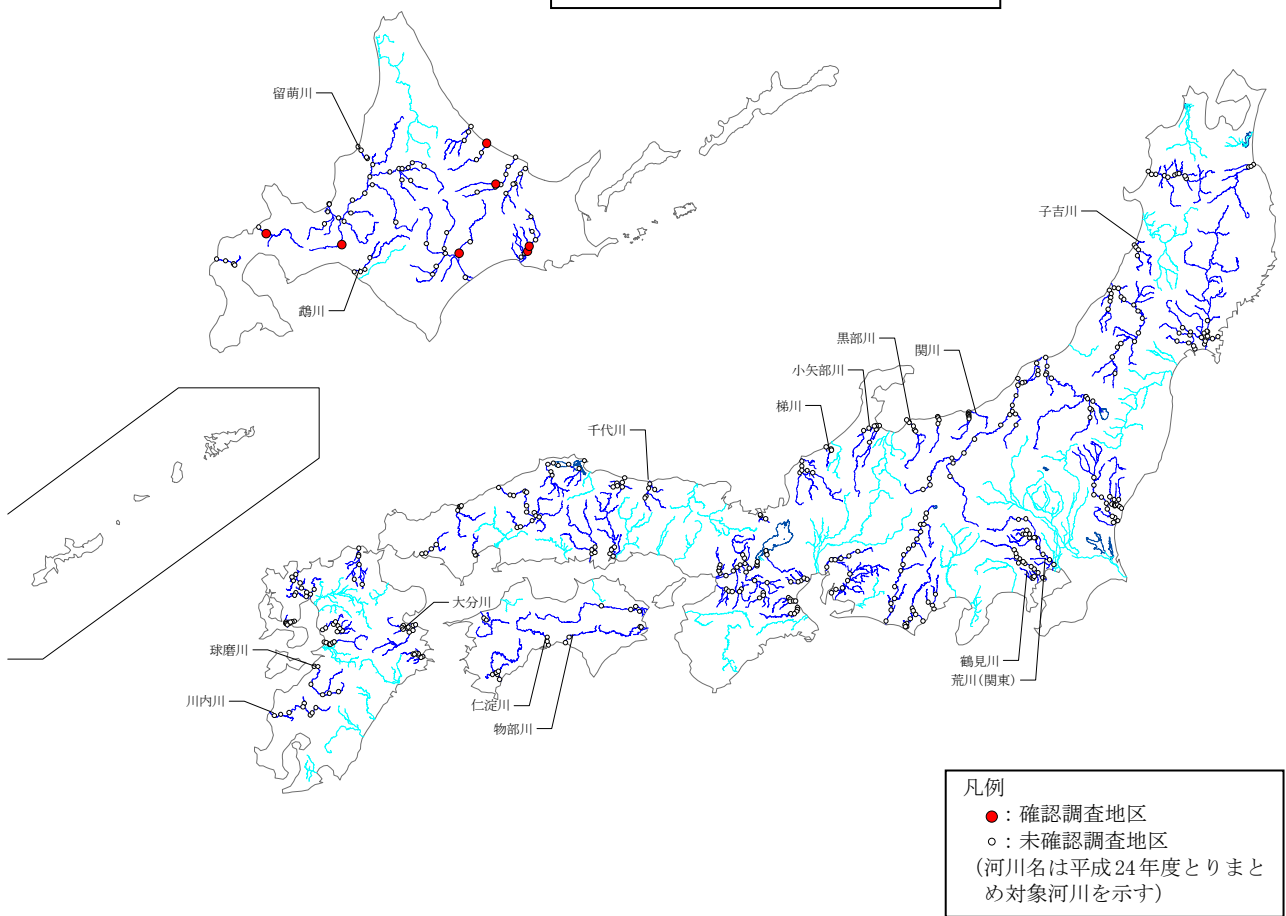 留萌川
鵡川
子吉川
黒部川
関川
小矢部川
梯川
千代川
大分川
球磨川
川内川
仁淀川
物部川
鶴見川
荒川(関東)
凡例
：確認調査地区
：未確認調査地区
(河川名は平成24年度とりまと
め対象河川を示す)